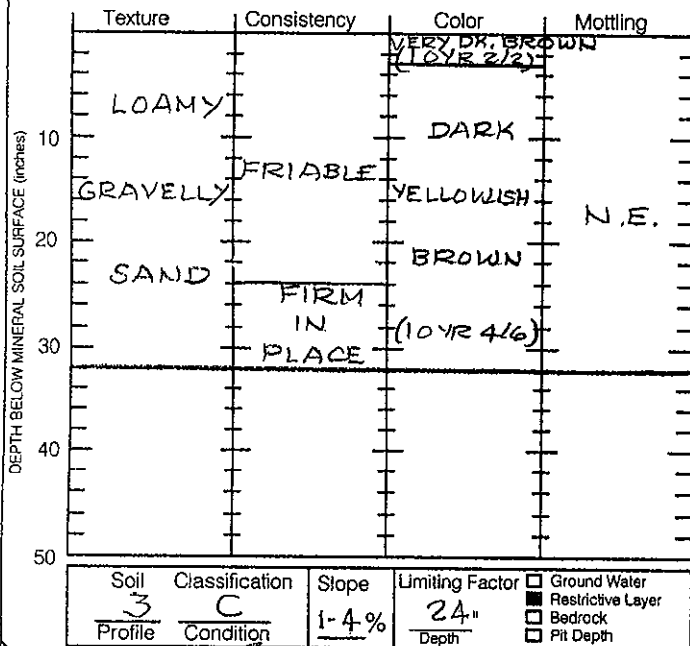 Texture Consistency Color Mottling
DEPTH BELOW MINERAL SOIL SURFACE (inches)
VERY DK. BROWN
(10YR 2/2)
LOAMY
10
DARK
FRIABLE
GRAVELLY
YELLOWISH
N.E.
20
BROWN
SAND
FIRM
IN
(10YR 4/6)
30
PLACE
40
50
Soil Classification Slope Limiting Factor ☐ Ground Water
3 C 1-4% 24" ■ Restrictive Layer
Profile Condition Depth ☐ Bedrock
☐ Pit Depth